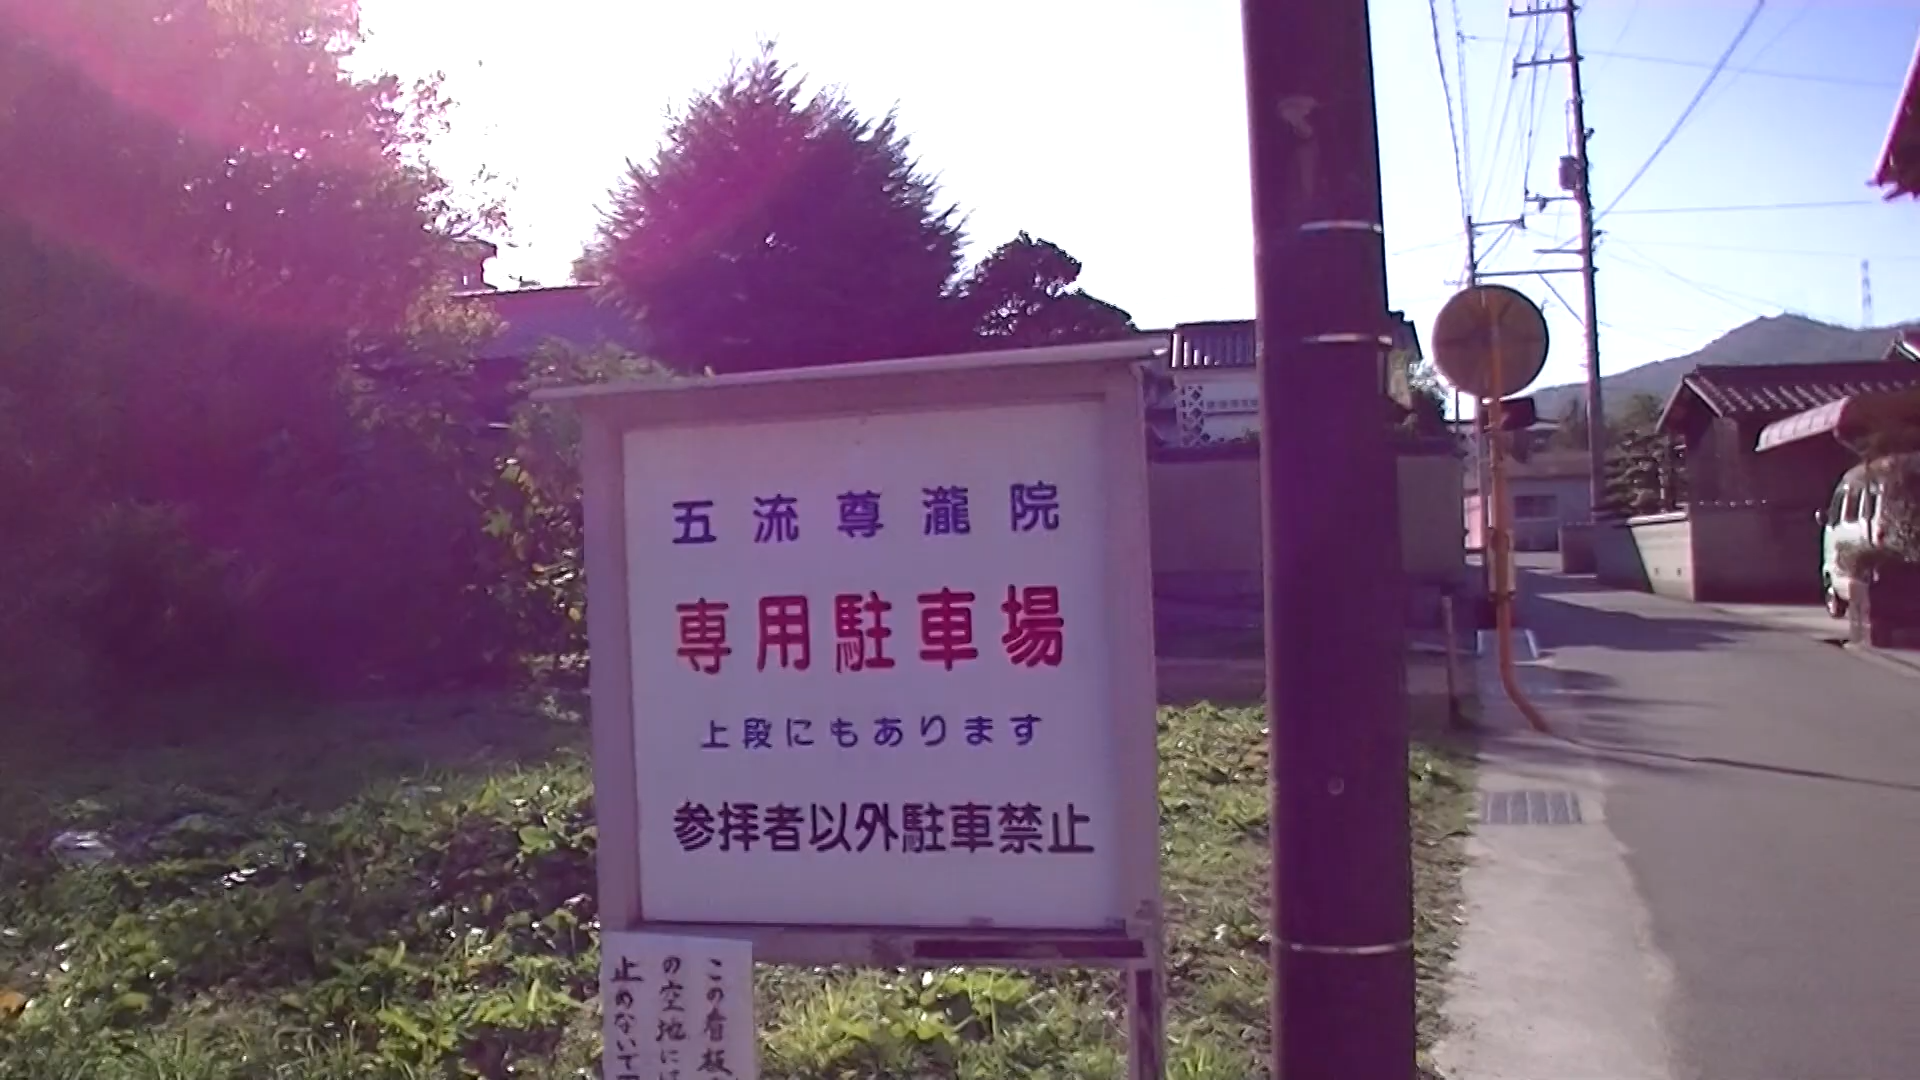 五流尊瀧院
専用駐車場
上段にもあります
参拝者以外駐車禁止
この看板
の空地には
止めないで